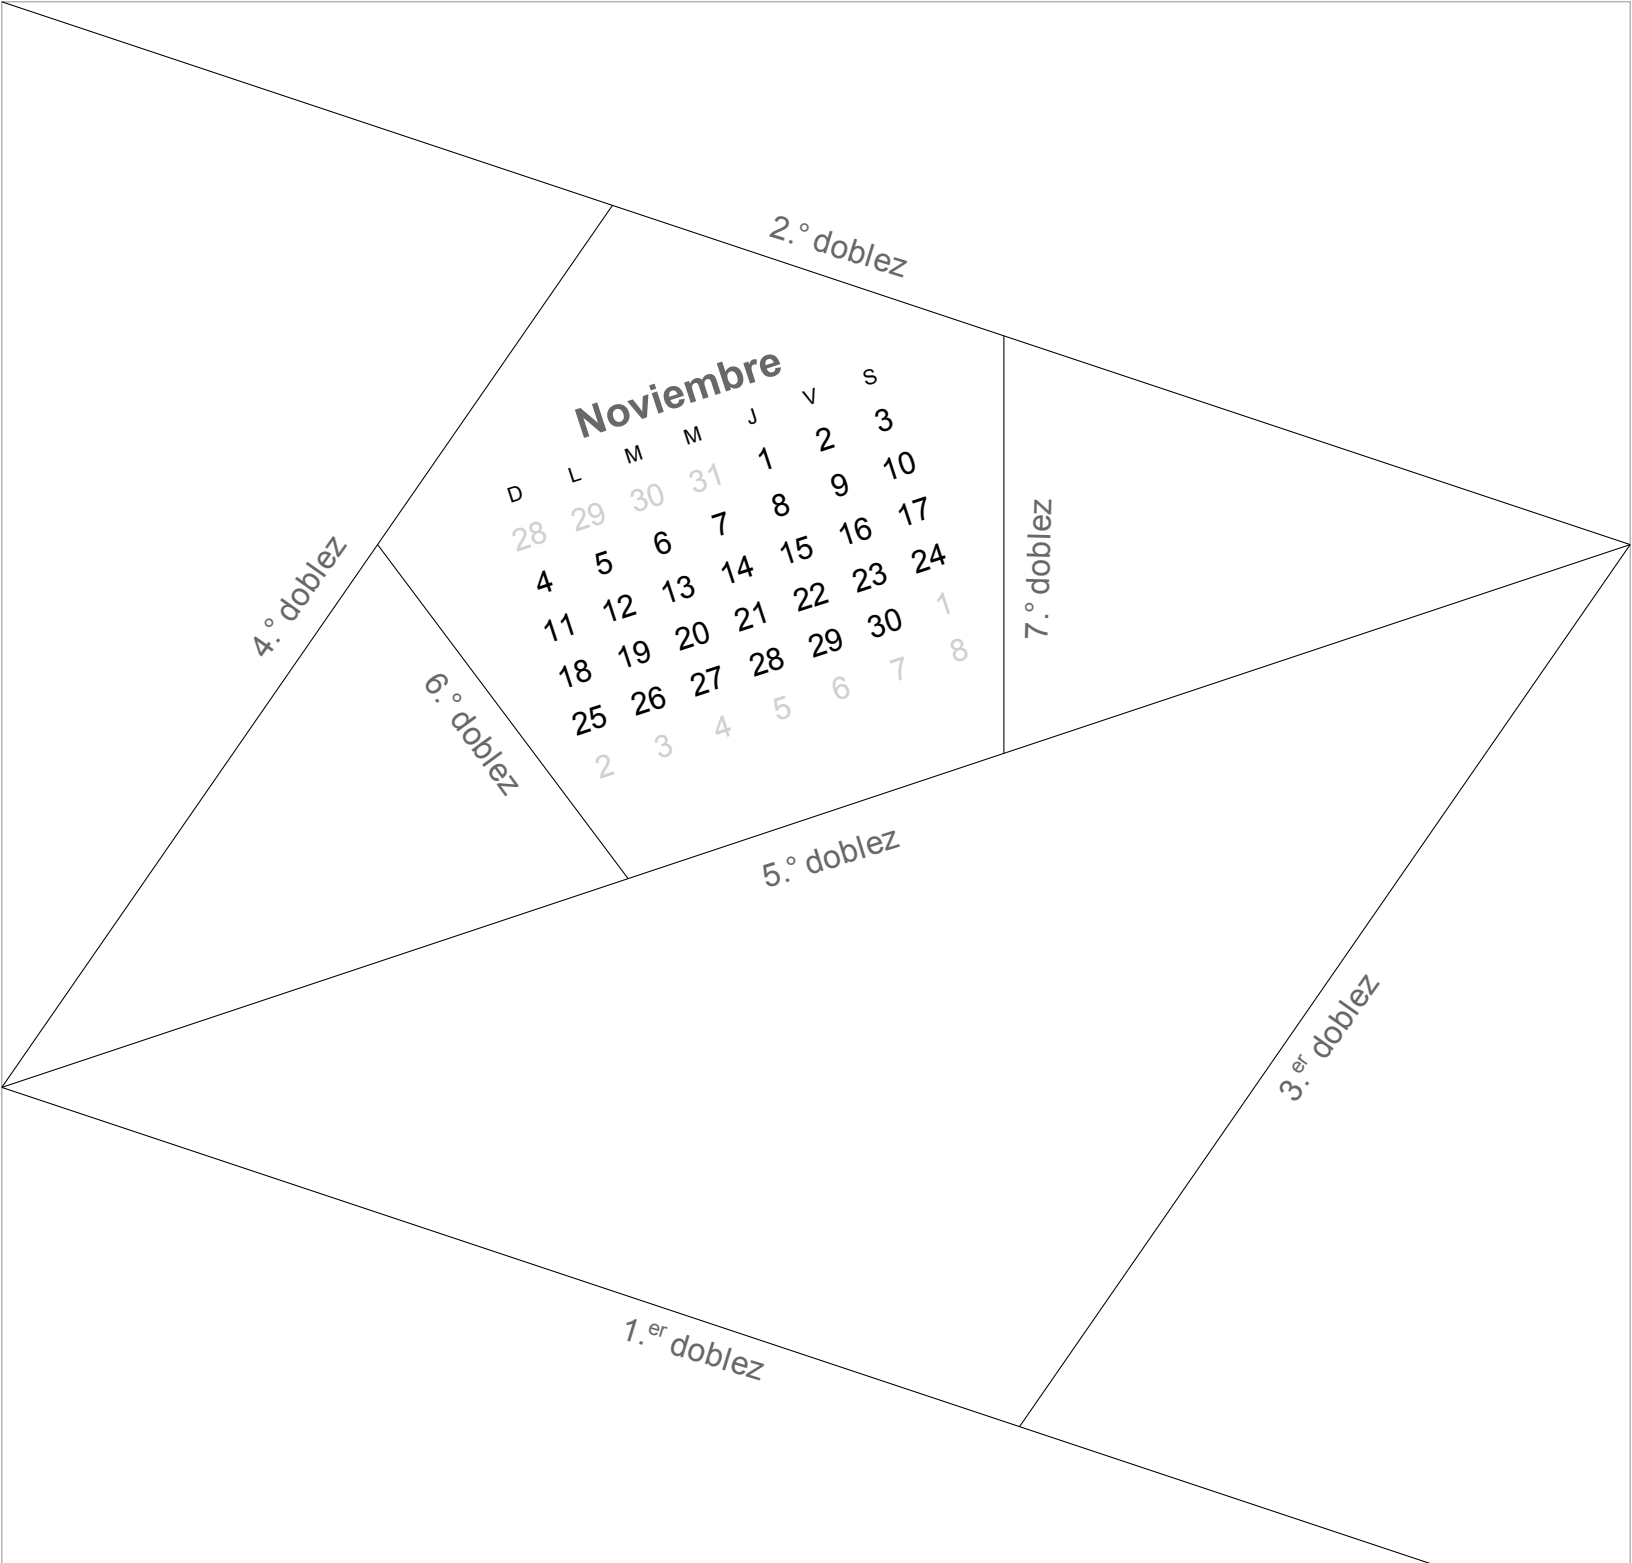 2.° doblez
Noviembre
D L M M J V S
28 29 30 31 1 2 3
4 5 6 7 8 9 10
11 12 13 14 15 16 17
18 19 20 21 22 23 24
25 26 27 28 29 30 1
2 3 4 5 6 7 8
7.° doblez
4.° doblez
6.° doblez
5.° doblez
3.er doblez
1.er doblez